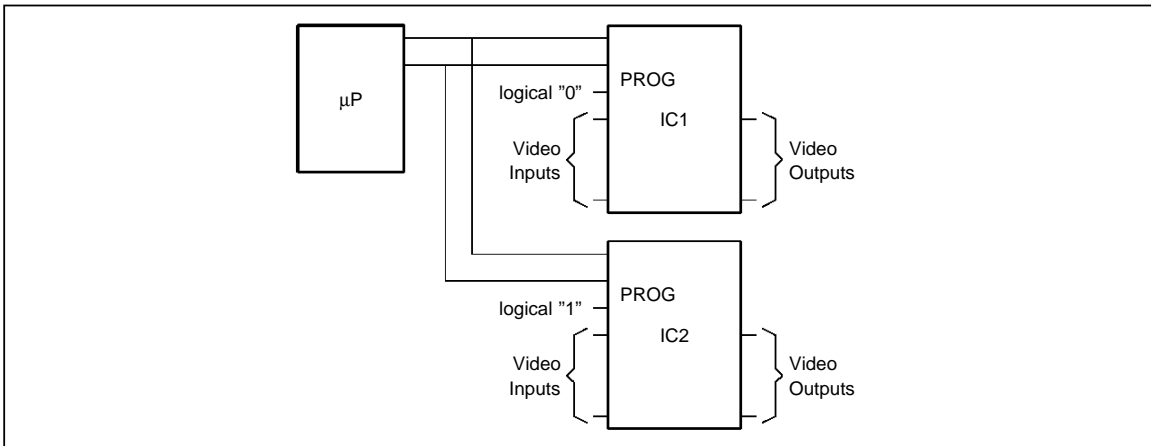 μP
PROG
logical ”0”
IC1
Video
Inputs
Video
Outputs
PROG
logical ”1”
IC2
Video
Inputs
Video
Outputs